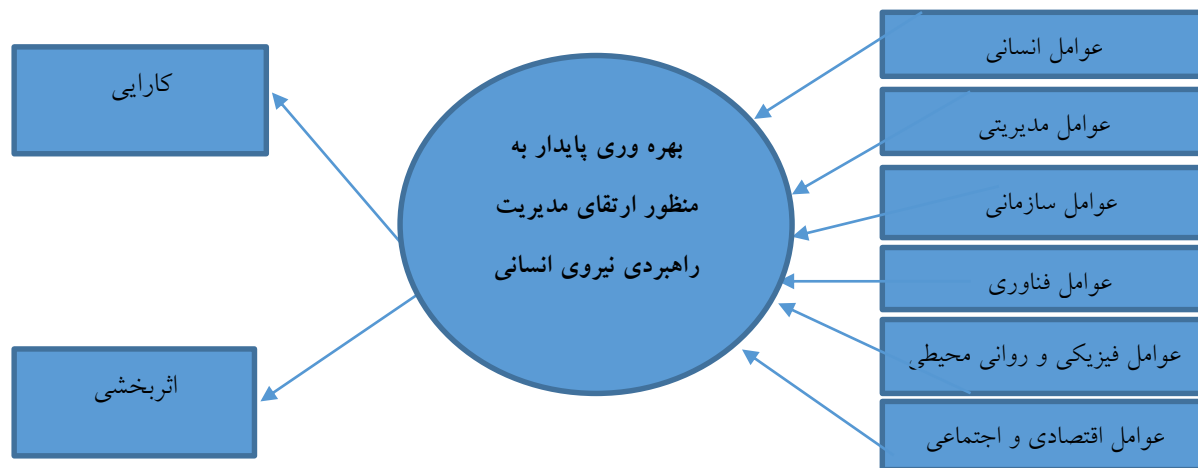 عوامل انسانی
عوامل مدیریتی
عوامل سازمانی
عوامل فناوری
عوامل فیزیکی و روانی محیطی
عوامل اقتصادی و اجتماعی
بهره وری پایدار به
منظور ارتقای مدیریت
راهبردی نیروی انسانی
کارایی
اثربخشی